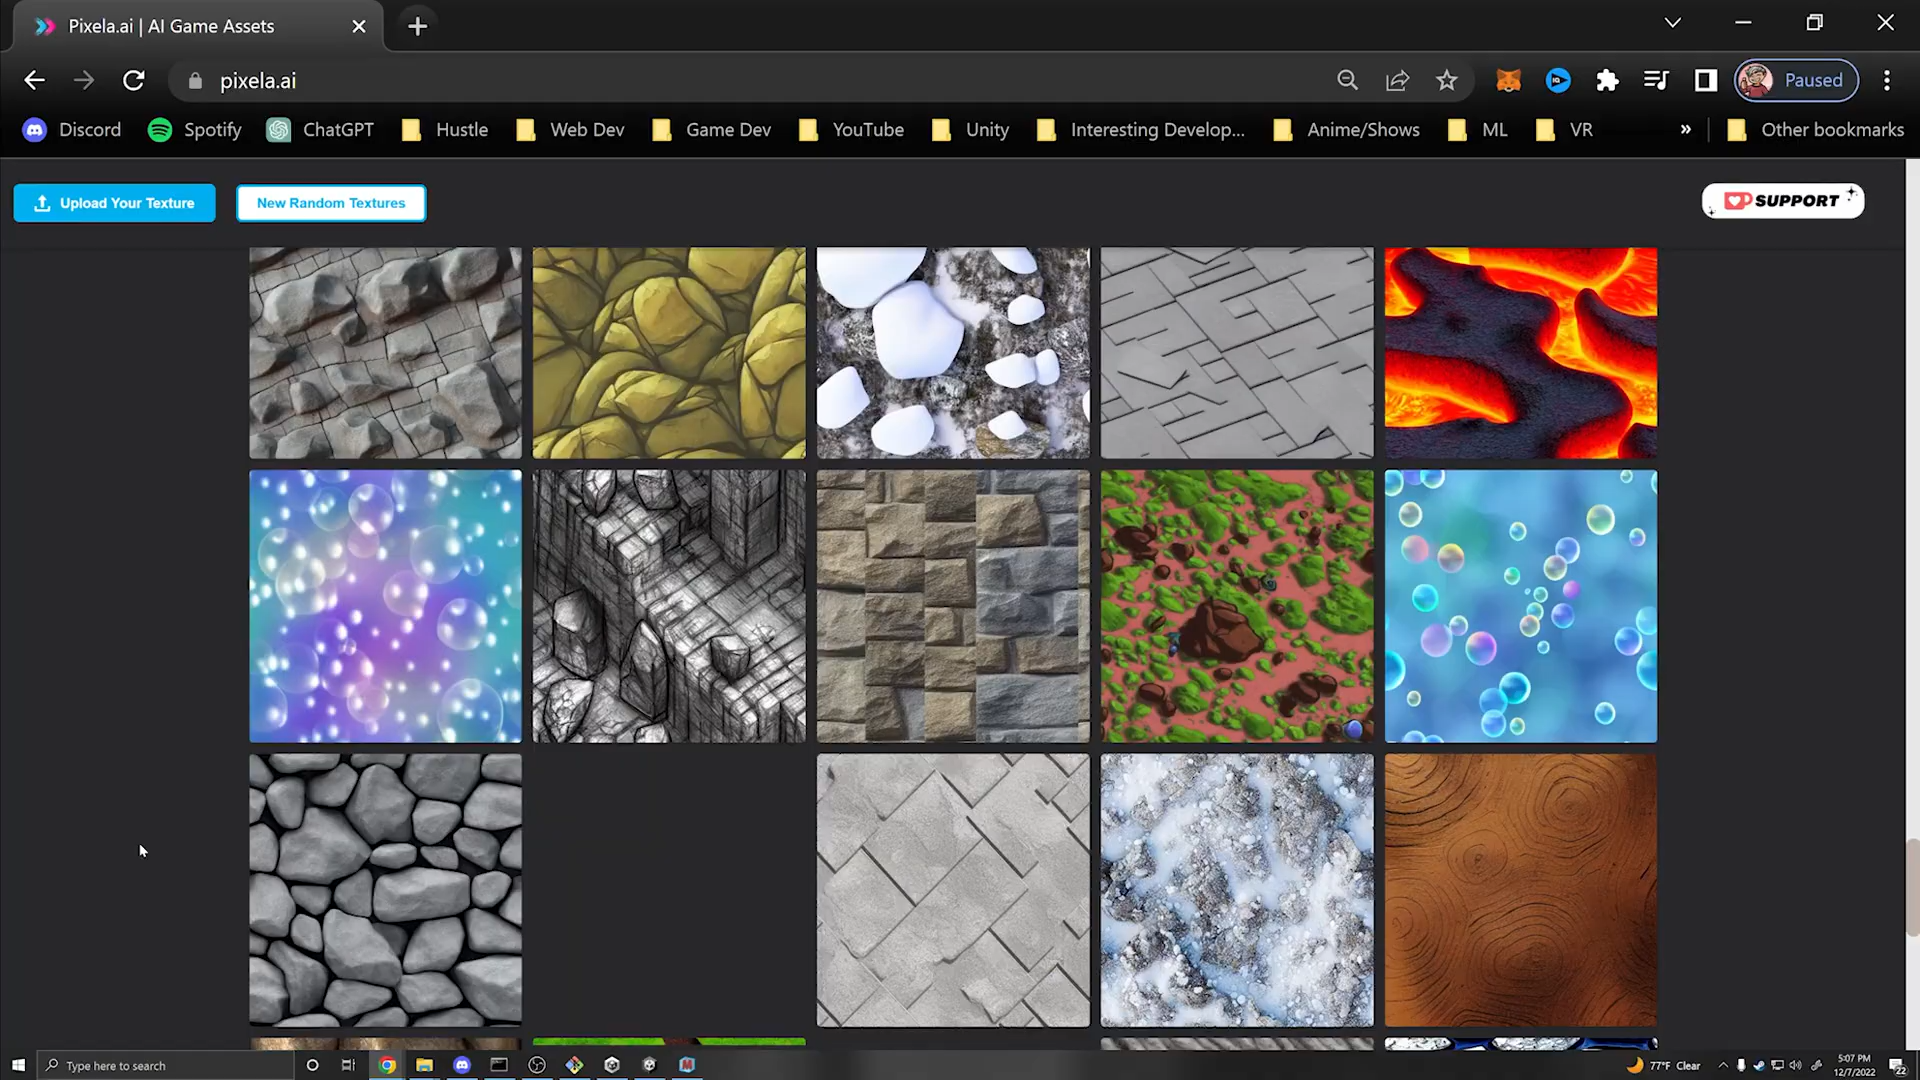 Pixela.ai | AI Game Assets
pixela.ai
Paused
Discord Spotify ChatGPT Hustle Web Dev Game Dev YouTube Unity Interesting Develop... Anime/Shows ML VR » Other bookmarks
Upload Your Texture New Random Textures SUPPORT
Type here to search
77°F Clear
5:07 PM
12/7/2022
22